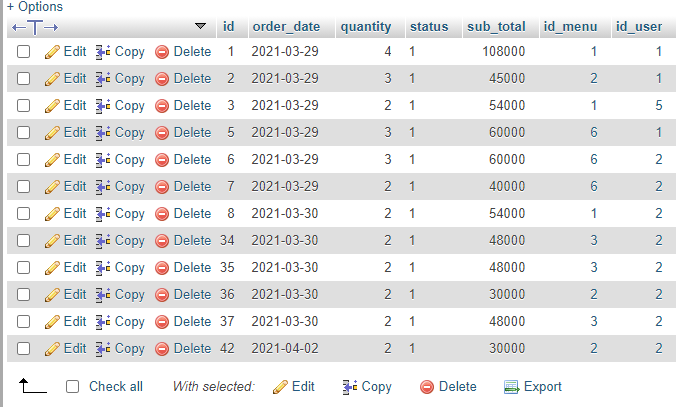 + Options
id order_date quantity status sub_total id_menu id_user
Edit Copy Delete 1 2021-03-29 4 1 108000 1 1
Edit Copy Delete 2 2021-03-29 3 1 45000 2 1
Edit Copy Delete 3 2021-03-29 2 1 54000 1 5
Edit Copy Delete 5 2021-03-29 3 1 60000 6 1
Edit Copy Delete 6 2021-03-29 3 1 60000 6 2
Edit Copy Delete 7 2021-03-29 2 1 40000 6 2
Edit Copy Delete 8 2021-03-30 2 1 54000 1 2
Edit Copy Delete 34 2021-03-30 2 1 48000 3 2
Edit Copy Delete 35 2021-03-30 2 1 48000 3 2
Edit Copy Delete 36 2021-03-30 2 1 30000 2 2
Edit Copy Delete 37 2021-03-30 2 1 48000 3 2
Edit Copy Delete 42 2021-04-02 2 1 30000 2 2
Check all With selected: Edit Copy Delete Export